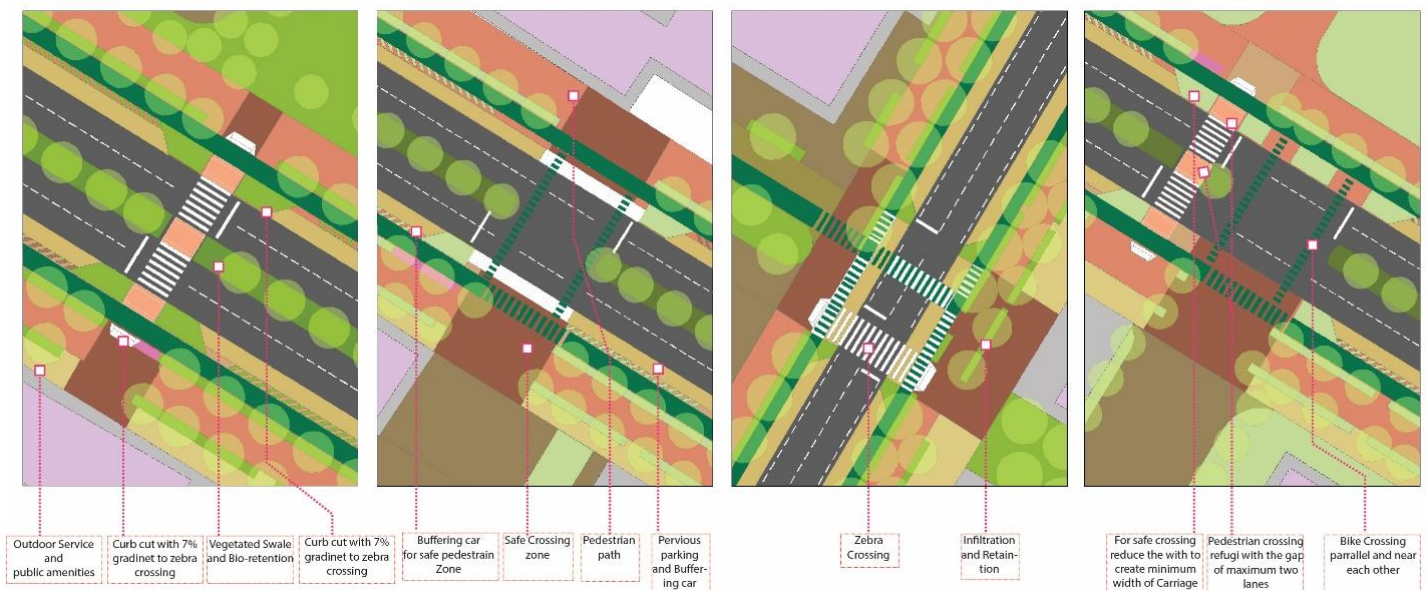 Outdoor Service
and
public amenities
Curb cut with 7%
gradinet to zebra
crossing
Vegetated Swale
and Bio-retention
Curb cut with 7%
gradinet to zebra
crossing
Buffering car
for safe pedestrain
Zone
Safe Crossing
zone
Pedestrian
path
Pervious
parking
and Buffer-
ing car
Zebra
Crossing
Infiltration
and Retain-
tion
For safe crossing
reduce the with to
create minimum
width of Carriage
Pedestrian crossing
refugi with the gap
of maximum two
lanes
Bike Crossing
parrallel and near
each other